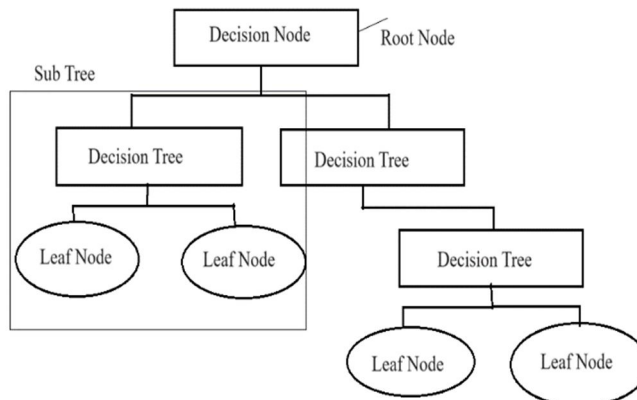 Decision Node
Root Node
Sub Tree
Decision Tree
Decision Tree
Leaf Node
Leaf Node
Decision Tree
Leaf Node
Leaf Node